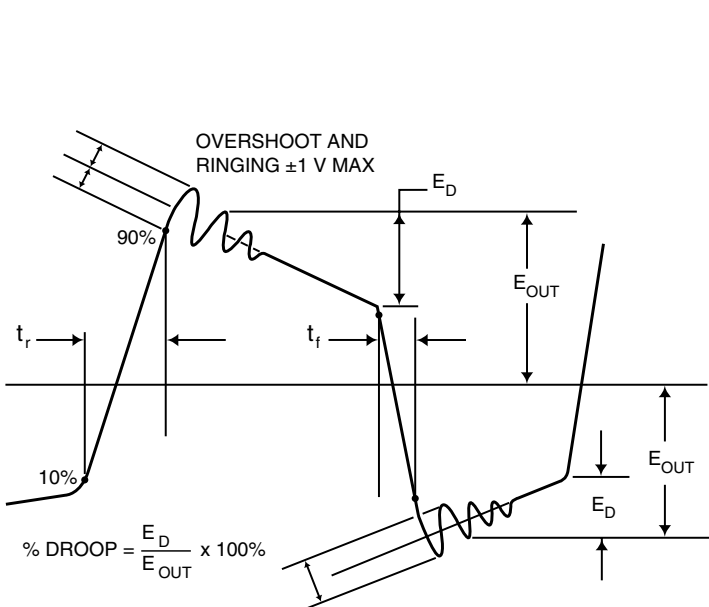 OVERSHOOT AND
RINGING ±1 V MAX
E_D
90%
E_OUT
t_r
t_f
10%
E_OUT
E_D
% DROOP = E_D / E_OUT x 100%